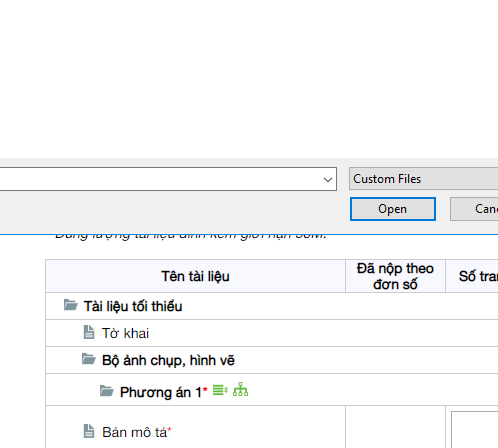 Custom Files
Open
Canc
Dung lượng tài liệu đính kèm giới hạn 50M.
Tên tài liệu
Đã nộp theo
đơn số
Số tran
Tài liệu tối thiểu
Tờ khai
Bộ ảnh chụp, hình vẽ
Phương án 1*
Bản mô tả*